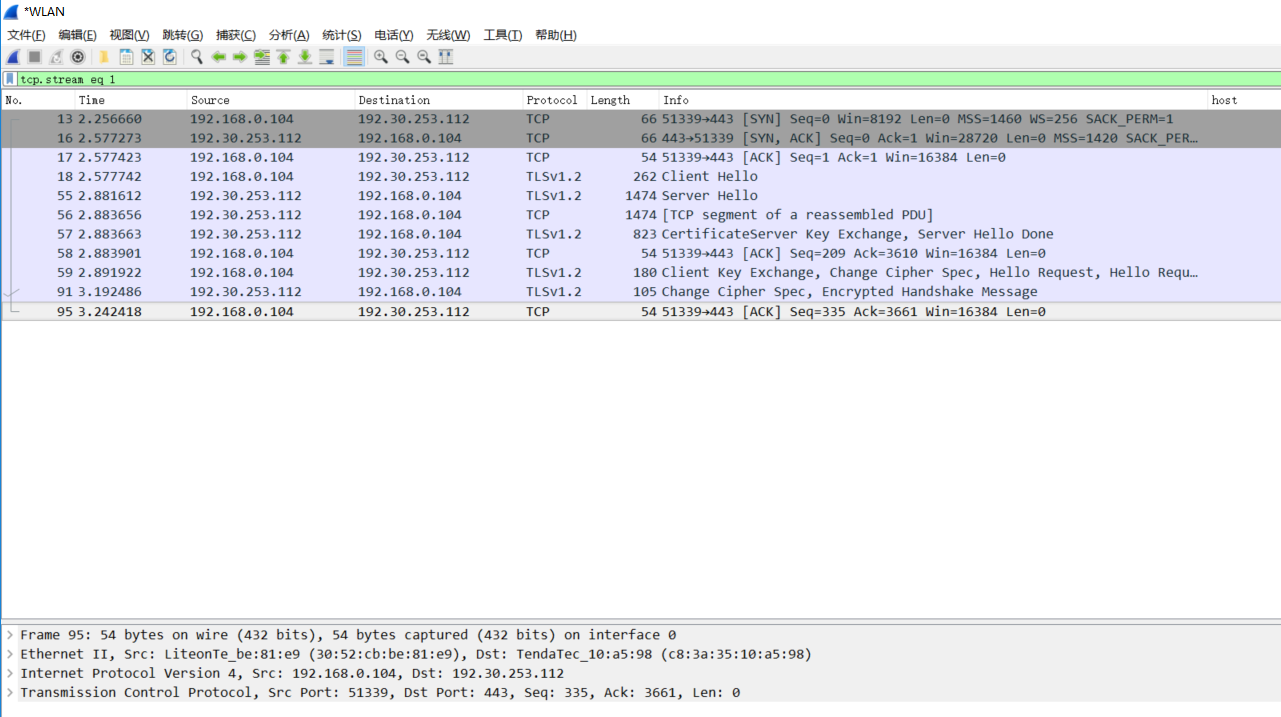 *WLAN
文件(F) 编辑(E) 视图(V) 跳转(G) 捕获(C) 分析(A) 统计(S) 电话(Y) 无线(W) 工具(T) 帮助(H)
tcp.stream eq 1
No. Time Source Destination Protocol Length Info host
13 2.256660 192.168.0.104 192.30.253.112 TCP 66 51339→443 [SYN] Seq=0 Win=8192 Len=0 MSS=1460 WS=256 SACK_PERM=1
16 2.577273 192.30.253.112 192.168.0.104 TCP 66 443→51339 [SYN, ACK] Seq=0 Ack=1 Win=28720 Len=0 MSS=1420 SACK_PER…
17 2.577423 192.168.0.104 192.30.253.112 TCP 54 51339→443 [ACK] Seq=1 Ack=1 Win=16384 Len=0
18 2.577742 192.168.0.104 192.30.253.112 TLSv1.2 262 Client Hello
55 2.881612 192.30.253.112 192.168.0.104 TLSv1.2 1474 Server Hello
56 2.883656 192.30.253.112 192.168.0.104 TCP 1474 [TCP segment of a reassembled PDU]
57 2.883663 192.30.253.112 192.168.0.104 TLSv1.2 823 CertificateServer Key Exchange, Server Hello Done
58 2.883901 192.168.0.104 192.30.253.112 TCP 54 51339→443 [ACK] Seq=209 Ack=3610 Win=16384 Len=0
59 2.891922 192.168.0.104 192.30.253.112 TLSv1.2 180 Client Key Exchange, Change Cipher Spec, Hello Request, Hello Requ…
91 3.192486 192.30.253.112 192.168.0.104 TLSv1.2 105 Change Cipher Spec, Encrypted Handshake Message
95 3.242418 192.168.0.104 192.30.253.112 TCP 54 51339→443 [ACK] Seq=335 Ack=3661 Win=16384 Len=0
Frame 95: 54 bytes on wire (432 bits), 54 bytes captured (432 bits) on interface 0
Ethernet II, Src: LiteonTe_be:81:e9 (30:52:cb:be:81:e9), Dst: TendaTec_10:a5:98 (c8:3a:35:10:a5:98)
Internet Protocol Version 4, Src: 192.168.0.104, Dst: 192.30.253.112
Transmission Control Protocol, Src Port: 51339, Dst Port: 443, Seq: 335, Ack: 3661, Len: 0